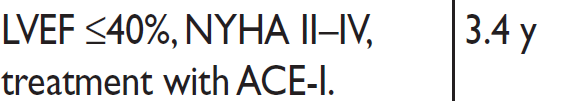 LVEF ≤40%, NYHA II–IV, 3.4 y
treatment with ACE-I.